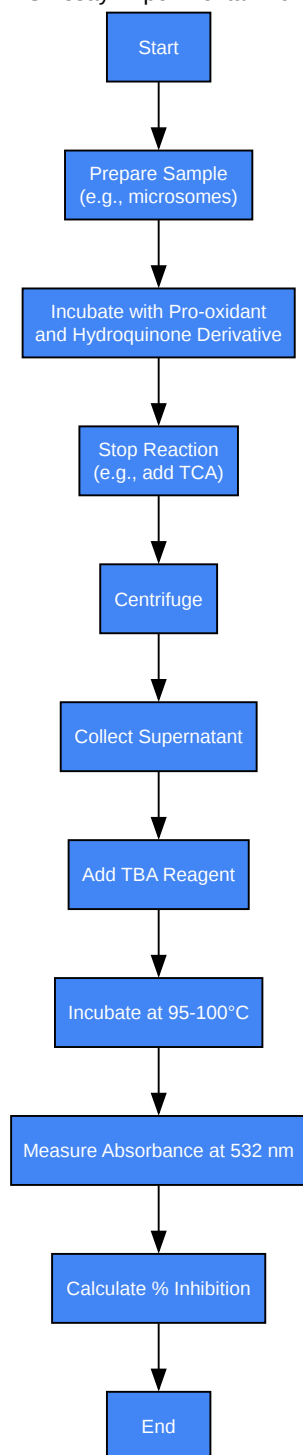 Start
Prepare Sample
(e.g., microsomes)
Incubate with Pro-oxidant
and Hydroquinone Derivative
Stop Reaction
(e.g., add TCA)
Centrifuge
Collect Supernatant
Add TBA Reagent
Incubate at 95-100°C
Measure Absorbance at 532 nm
Calculate % Inhibition
End